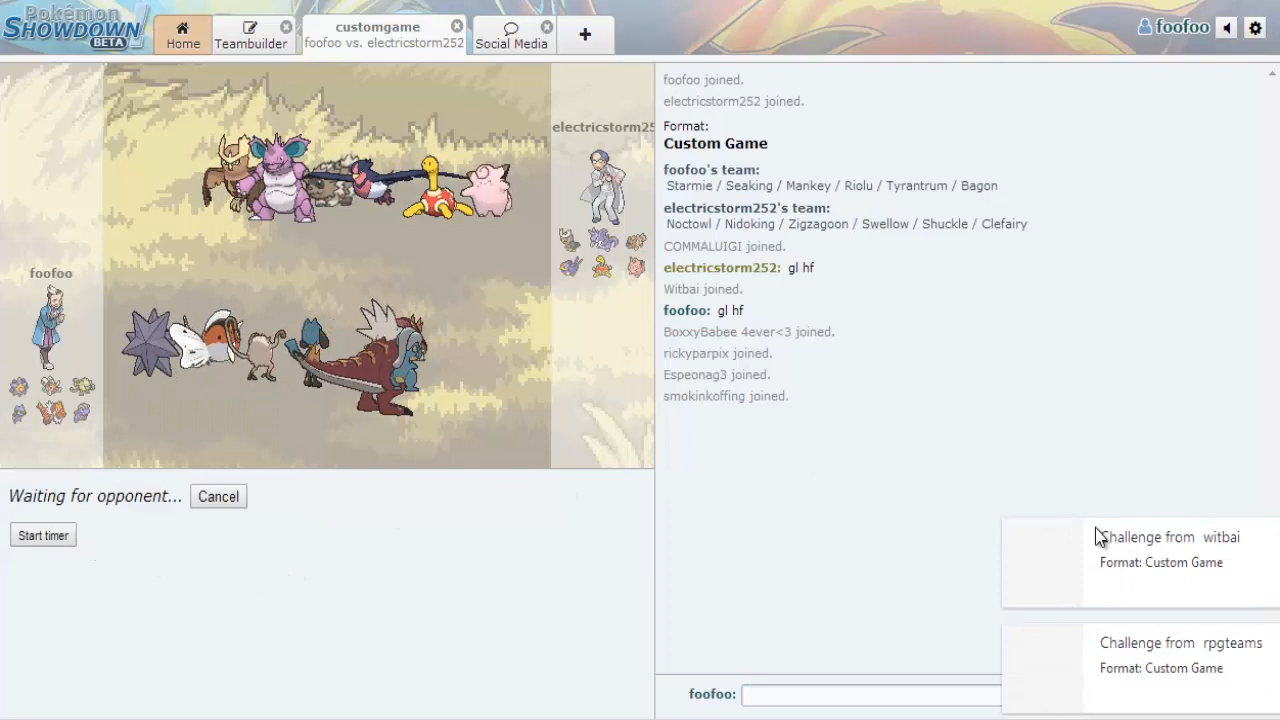 Pokémon
SHOWDOWN!
BETA
Home
Teambuilder
customgame
foofoo vs. electricstorm252
Social Media
+
foofoo
foofoo joined.
electricstorm252 joined.
Format:
Custom Game
foofoo's team:
Starmie / Seaking / Mankey / Riolu / Tyrantrum / Bagon
electricstorm252's team:
Noctowl / Nidoking / Zigzagoon / Swellow / Shuckle / Clefairy
COMMALUIGI joined.
electricstorm252: gl hf
Witbai joined.
foofoo: gl hf
BoxxyBabee 4ever<3 joined.
rickyparpix joined.
Espeonag3 joined.
smokinkoffing joined.
electricstorm25
foofoo
Waiting for opponent... Cancel
Start timer
Challenge from witbai
Format: Custom Game
Challenge from rpgteams
Format: Custom Game
foofoo: